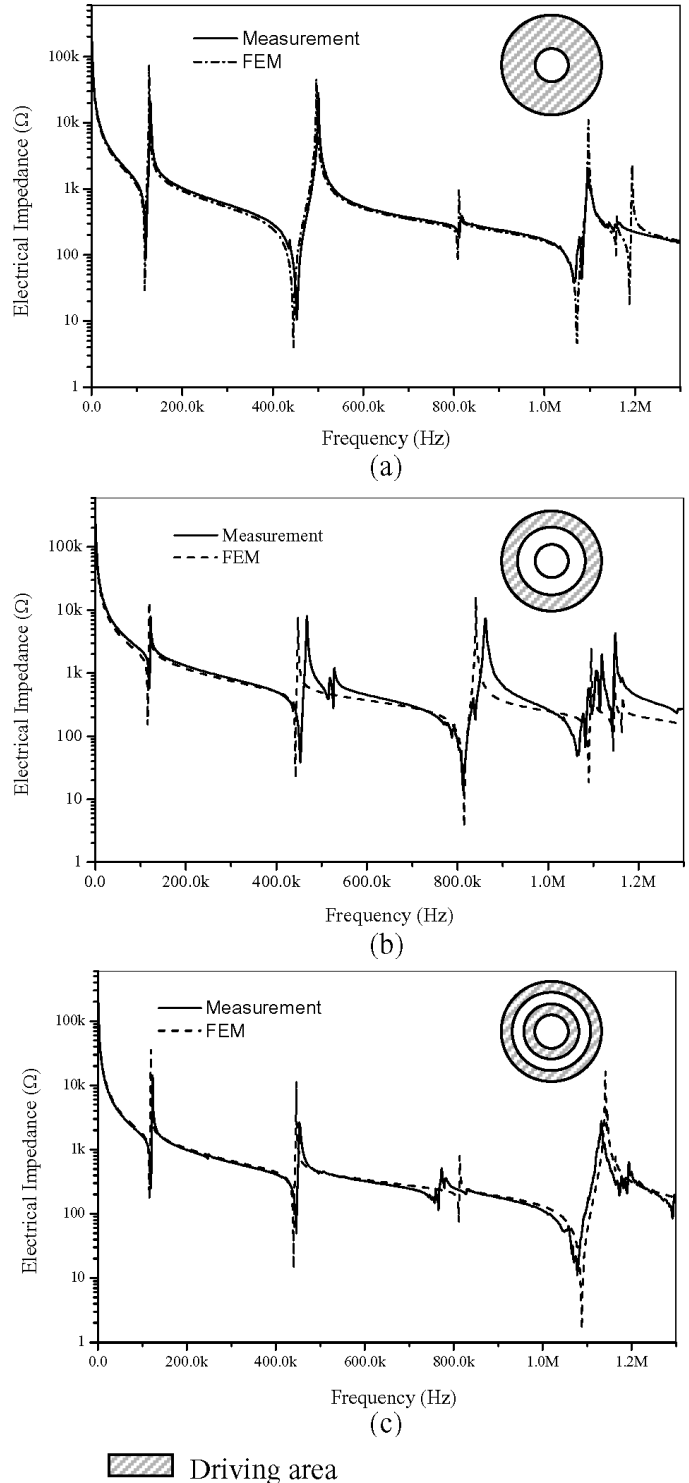 Measurement
FEM
100k
10k
1k
100
10
1
Electrical Impedance (Ω)
0.0 200.0k 400.0k 600.0k 800.0k 1.0M 1.2M
Frequency (Hz)
(a)
Measurement
FEM
100k
10k
1k
100
10
1
Electrical Impedance (Ω)
0.0 200.0k 400.0k 600.0k 800.0k 1.0M 1.2M
Frequency (Hz)
(b)
Measurement
FEM
100k
10k
1k
100
10
1
Electrical Impedance (Ω)
0.0 200.0k 400.0k 600.0k 800.0k 1.0M 1.2M
Frequency (Hz)
(c)
Driving area